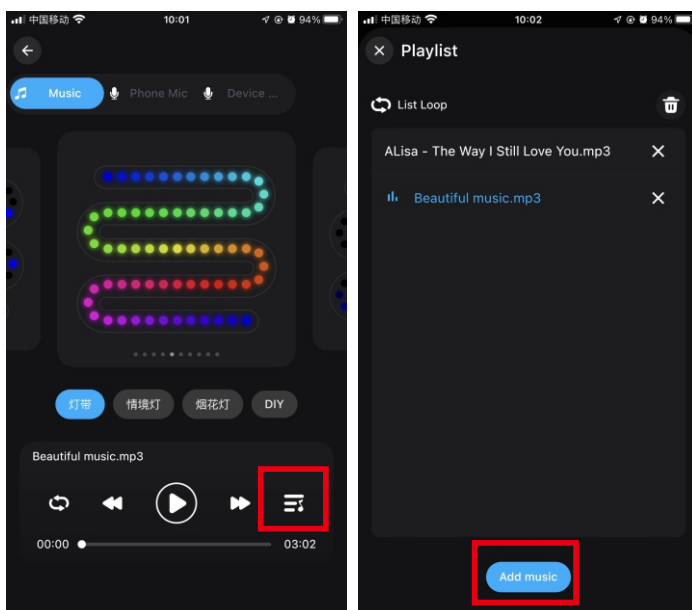 中国移动 10:01 94%
Music Phone Mic Device ...
灯带 情境灯 烟花灯 DIY
Beautiful music.mp3
00:00 03:02
中国移动 10:02 94%
Playlist
List Loop
ALisa - The Way I Still Love You.mp3
Beautiful music.mp3
Add music